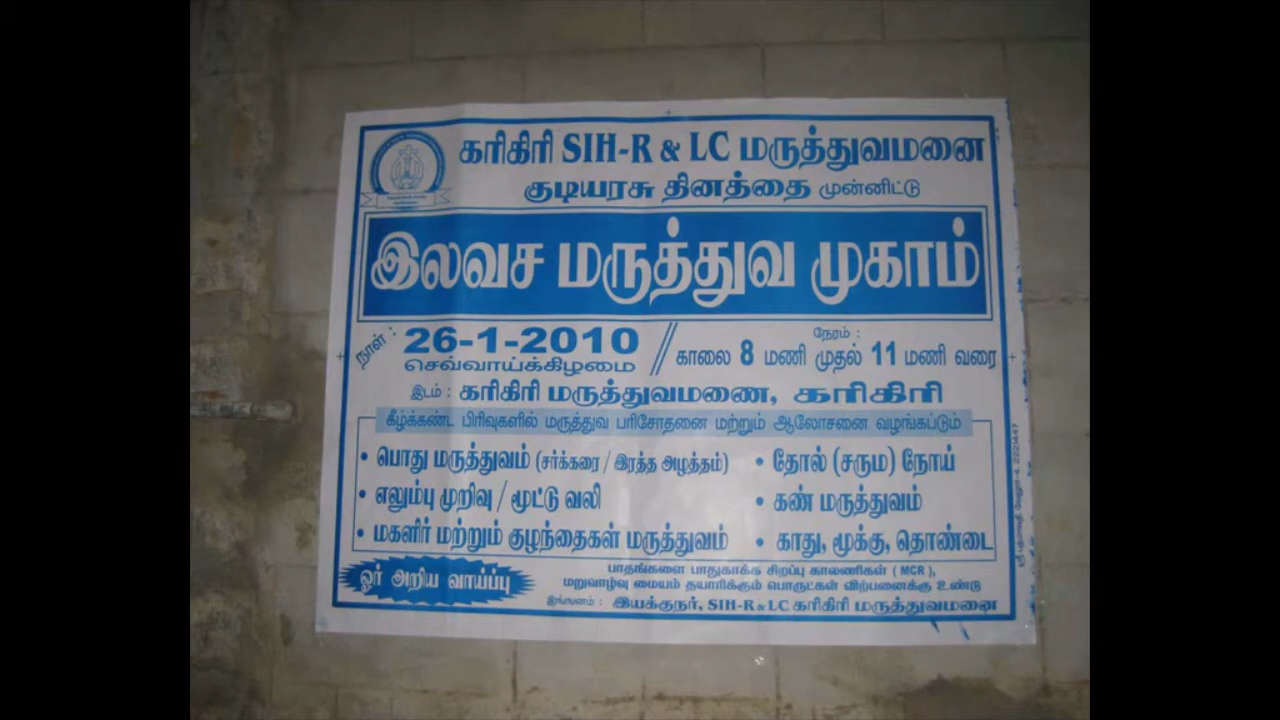 கரிகிரி SIH-R & LC மருத்துவமனை
குடியரசு தினத்தை முன்னிட்டு
இலவச மருத்துவ முகாம்
நாள் : 26-1-2010
செவ்வாய்க்கிழமை
நேரம் :
காலை 8 மணி முதல் 11 மணி வரை
இடம் : கரிகிரி மருத்துவமணை, கரிகிரி
கீழ்க்கண்ட பிரிவுகளில் மருத்துவ பரிசோதனை மற்றும் ஆலோசனை வழங்கப்படும்
• பொது மருத்துவம் (சர்க்கரை / இரத்த அழுத்தம்)
• எலும்பு முறிவு / மூட்டு வலி
• மகளிர் மற்றும் குழந்தைகள் மருத்துவம்
• தோல் (சரும) நோய்
• கண் மருத்துவம்
• காது, மூக்கு, தொண்டை
ஓர் அறிய வாய்ப்பு
பாதங்களை பாதுகாக்க சிறப்பு காலணிகள் ( MCR ),
மறுவாழ்வு மையம் தயாரிக்கும் பொருட்கள் விற்பனைக்கு உண்டு
இங்ஙனம் : இயக்குநர், SIH-R & LC கரிகிரி மருத்துவமனை
வேலூர்-4. 2221447